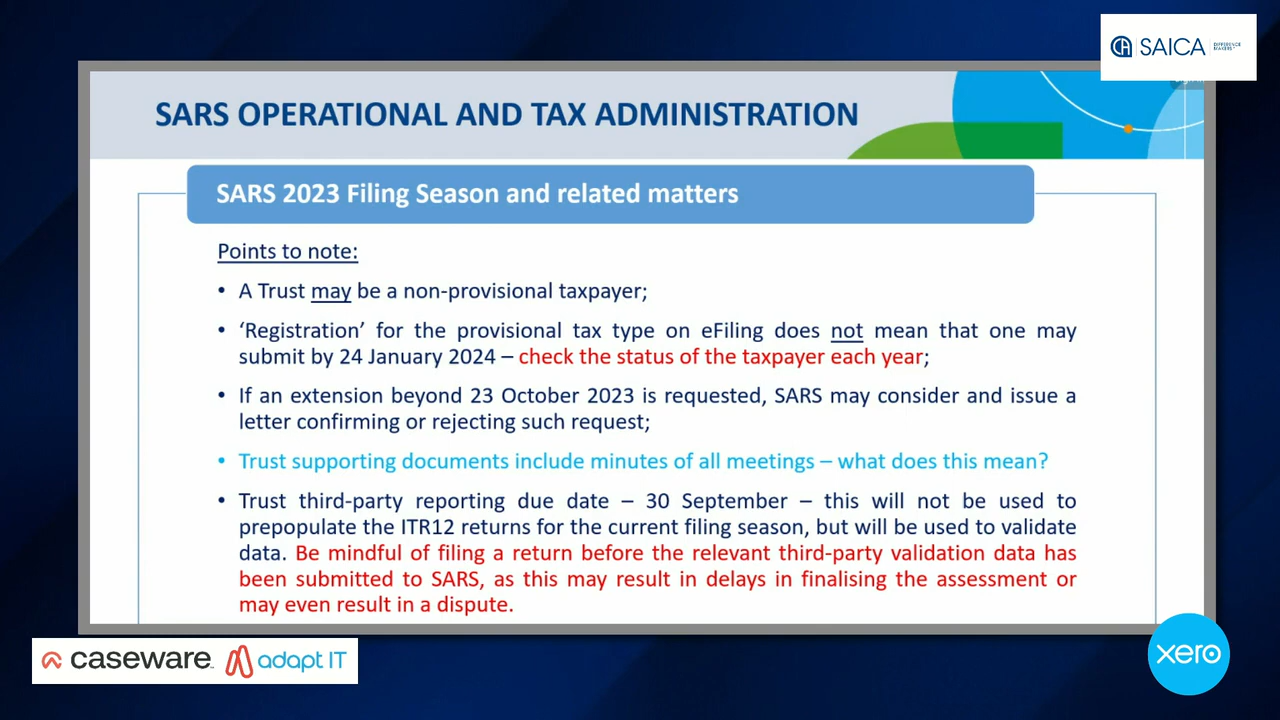 SAICA
DIFFERENCE
MAKERS
SARS OPERATIONAL AND TAX ADMINISTRATION
SARS 2023 Filing Season and related matters
Points to note:
• A Trust may be a non-provisional taxpayer;
• ‘Registration’ for the provisional tax type on eFiling does not mean that one may
submit by 24 January 2024 – check the status of the taxpayer each year;
• If an extension beyond 23 October 2023 is requested, SARS may consider and issue a
letter confirming or rejecting such request;
• Trust supporting documents include minutes of all meetings – what does this mean?
• Trust third-party reporting due date – 30 September – this will not be used to
prepopulate the ITR12 returns for the current filing season, but will be used to validate
data. Be mindful of filing a return before the relevant third-party validation data has
been submitted to SARS, as this may result in delays in finalising the assessment or
may even result in a dispute.
caseware adapt IT
xero